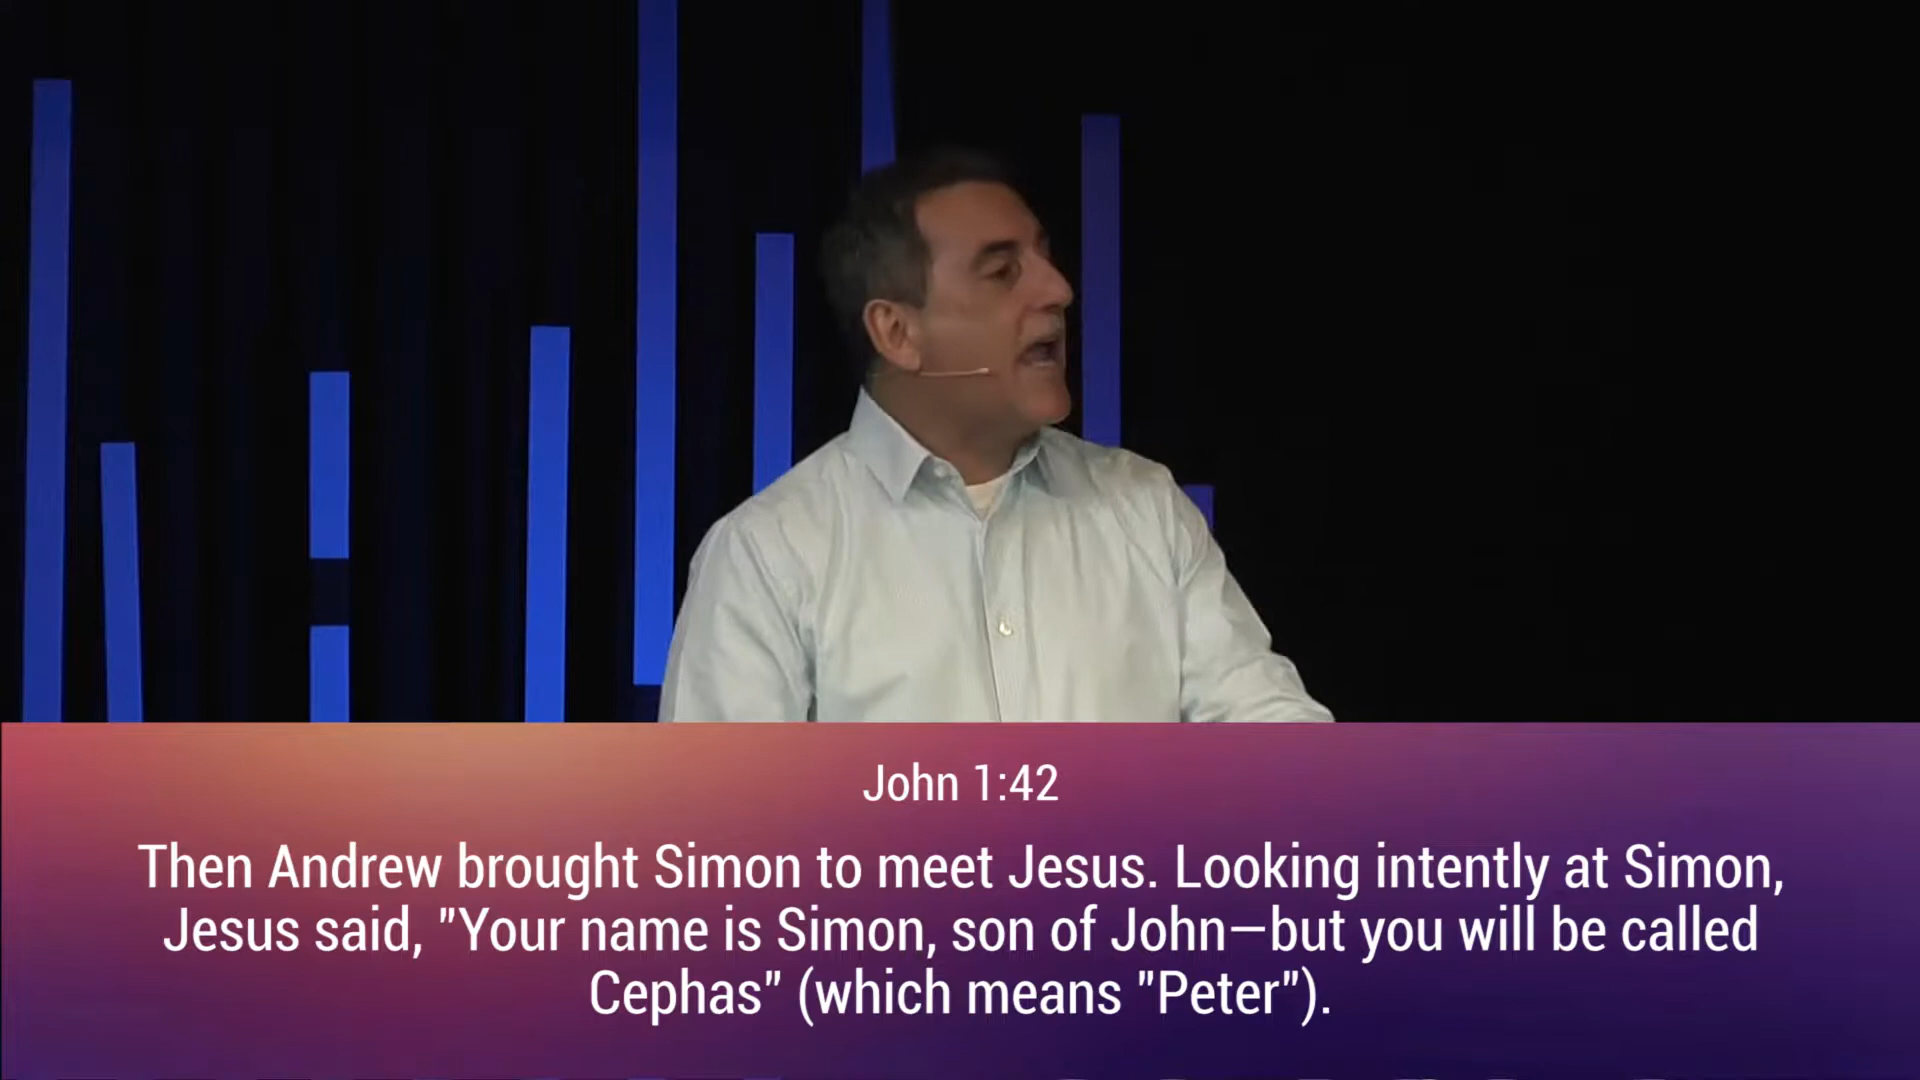 John 1:42
Then Andrew brought Simon to meet Jesus. Looking intently at Simon,
Jesus said, "Your name is Simon, son of John—but you will be called
Cephas" (which means "Peter").